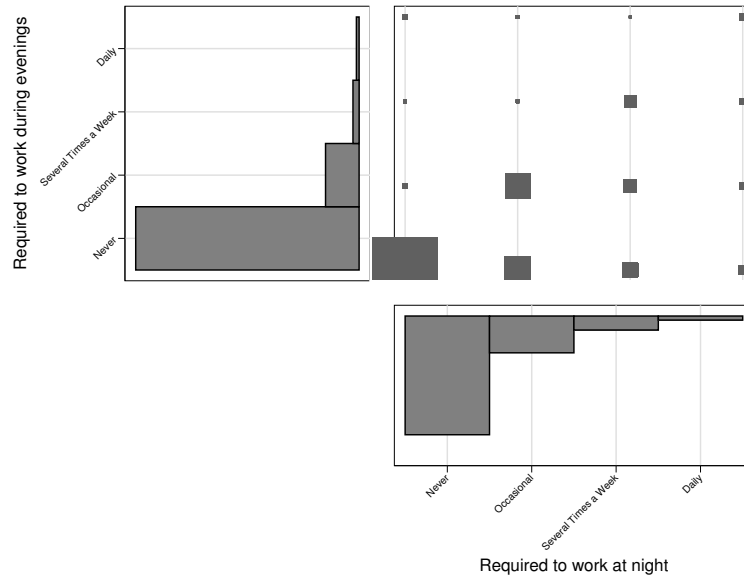 Required to work during evenings
Daily
Several Times a Week
Occasional
Never
Never
Occasional
Several Times a Week
Daily
Required to work at night